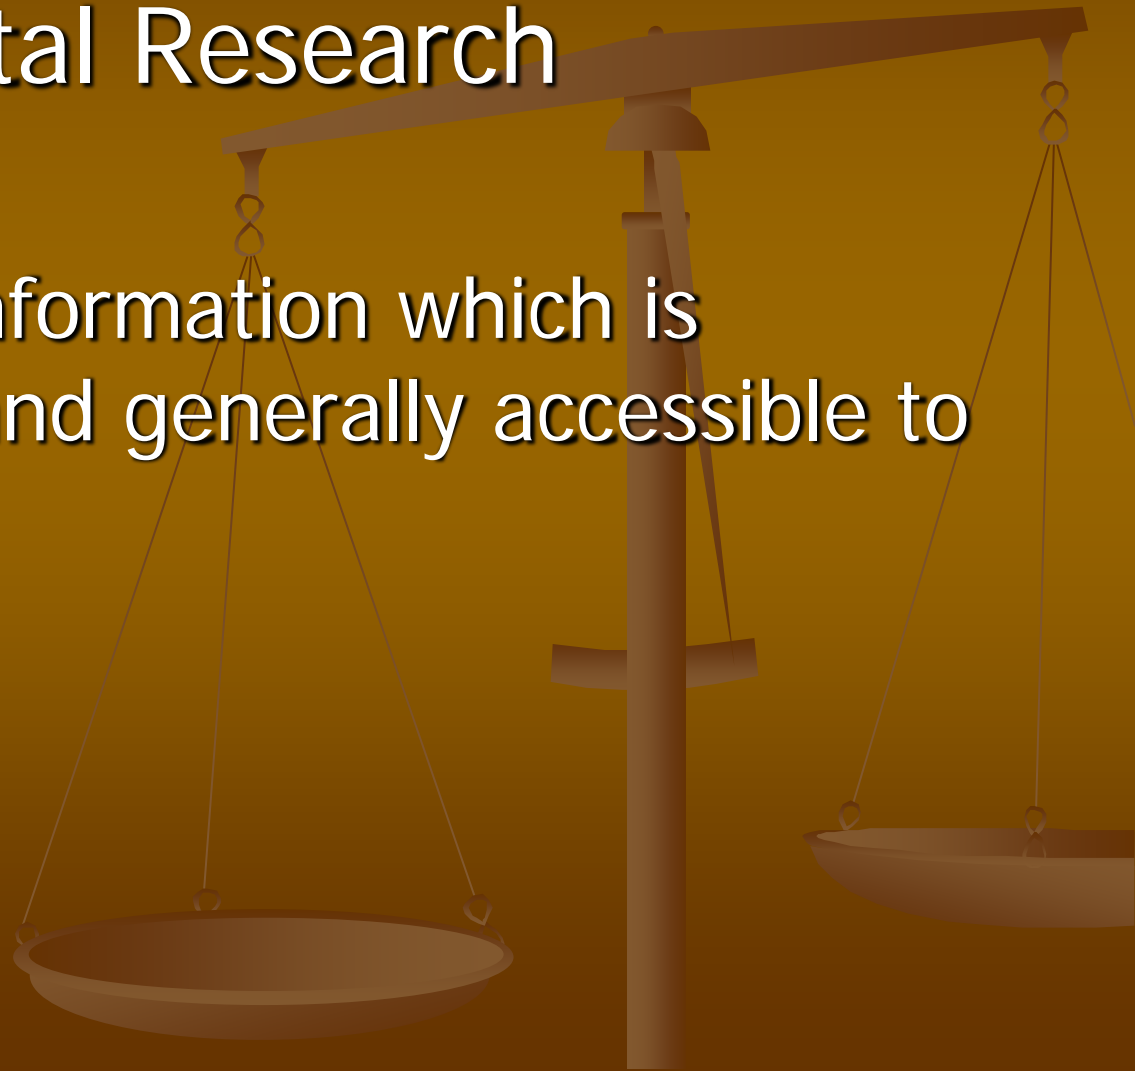 tal Research
nformation which is
nd generally accessible to